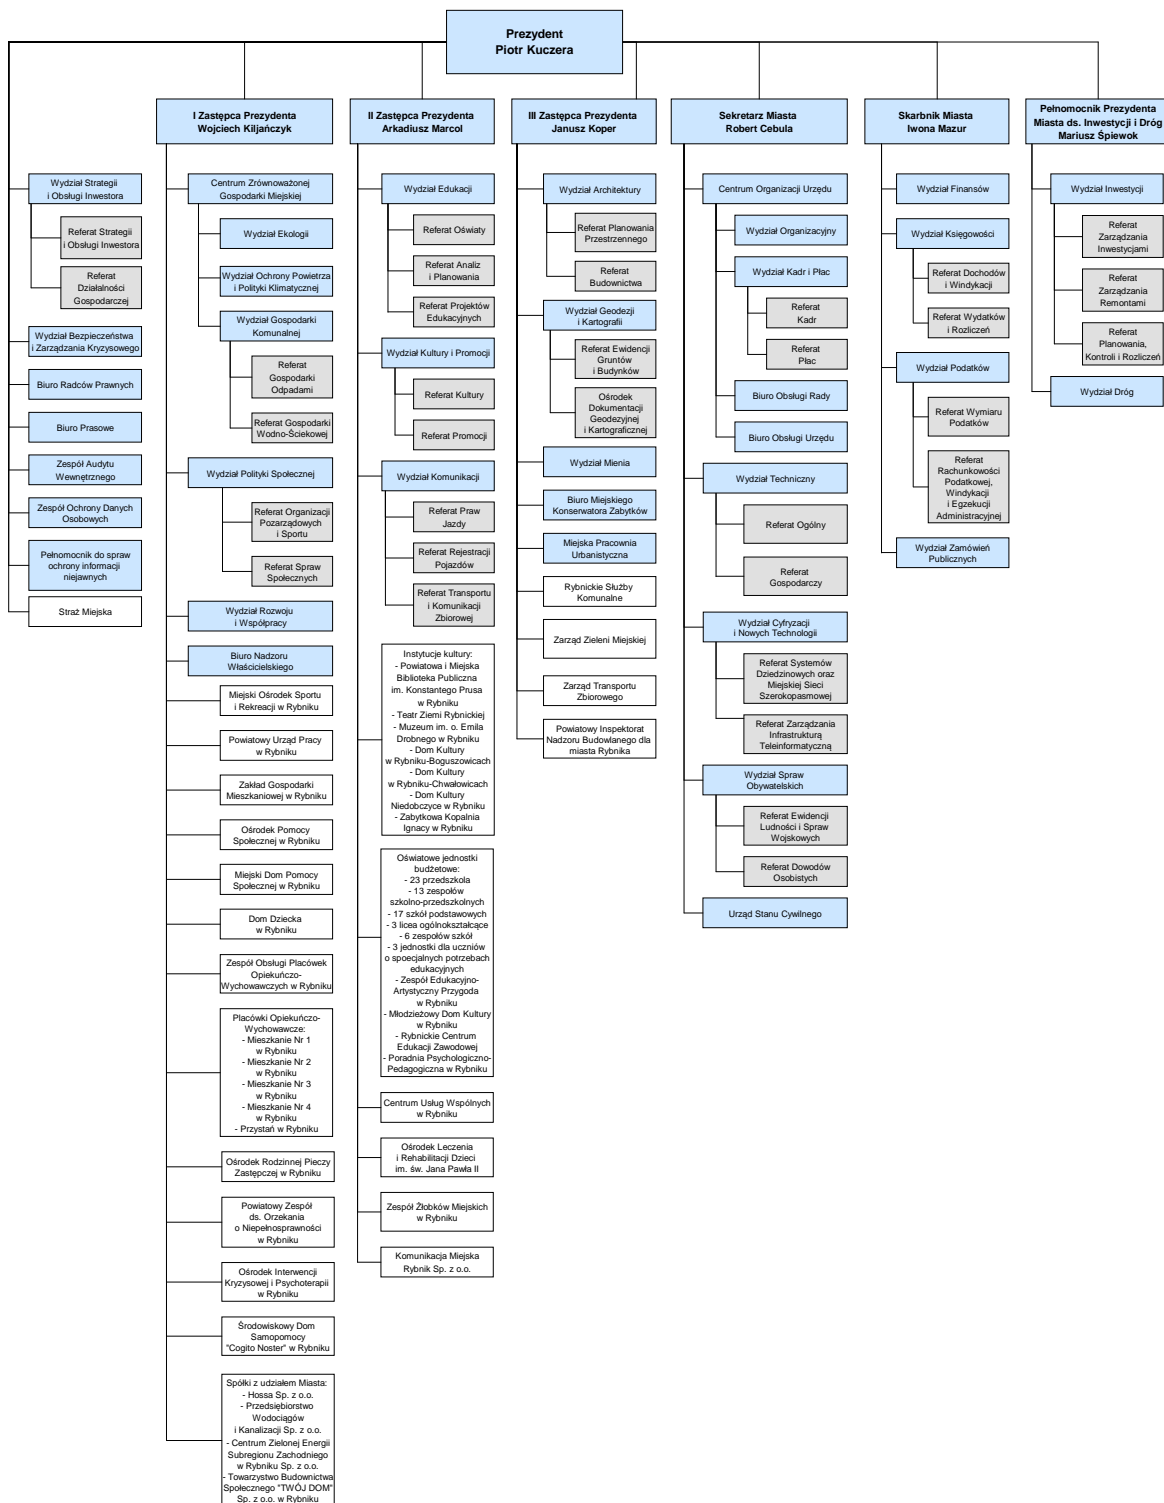 Prezydent
Piotr Kuczera
I Zastępca Prezydenta
Wojciech Kiljańczyk
II Zastępca Prezydenta
Arkadiusz Marcol
III Zastępca Prezydenta
Janusz Koper
Sekretarz Miasta
Robert Cebula
Skarbnik Miasta
Iwona Mazur
Pełnomocnik Prezydenta
Miasta ds. Inwestycji i Dróg
Mariusz Śpiewok
Wydział Strategii
i Obsługi Inwestora
Referat Strategii
i Obsługi Inwestora
Referat
Działalności
Gospodarczej
Wydział Bezpieczeństwa
i Zarządzania Kryzysowego
Biuro Radców Prawnych
Biuro Prasowe
Zespół Audytu
Wewnętrznego
Zespół Ochrony Danych
Osobowych
Pełnomocnik do spraw
ochrony informacji
niejawnych
Straż Miejska
Centrum Zrównoważonej
Gospodarki Miejskiej
Wydział Ekologii
Wydział Ochrony Powietrza
i Polityki Klimatycznej
Wydział Gospodarki
Komunalnej
Referat
Gospodarki
Odpadami
Referat Gospodarki
Wodno-Ściekowej
Wydział Polityki Społecznej
Referat Organizacji
Pozarządowych
i Sportu
Referat Spraw
Społecznych
Wydział Rozwoju
i Współpracy
Biuro Nadzoru
Właścicielskiego
Miejski Ośrodek Sportu
i Rekreacji w Rybniku
Powiatowy Urząd Pracy
w Rybniku
Zakład Gospodarki
Mieszkaniowej w Rybniku
Ośrodek Pomocy
Społecznej w Rybniku
Miejski Dom Pomocy
Społecznej w Rybniku
Dom Dziecka
w Rybniku
Zespół Obsługi Placówek
Opiekuńczo-
Wychowawczych w Rybniku
Placówki Opiekuńczo-
Wychowawcze:
- Mieszkanie Nr 1
w Rybniku
- Mieszkanie Nr 2
w Rybniku
- Mieszkanie Nr 3
w Rybniku
- Mieszkanie Nr 4
w Rybniku
- Przystań w Rybniku
Ośrodek Rodzinnej Pieczy
Zastępczej w Rybniku
Powiatowy Zespół
ds. Orzekania
o Niepełnosprawności
w Rybniku
Ośrodek Interwencji
Kryzysowej i Psychoterapii
w Rybniku
Środowiskowy Dom
Samopomocy
"Cogito Noster" w Rybniku
Spółki z udziałem Miasta:
- Hossa Sp. z o.o.
- Przedsiębiorstwo
Wodociągów
i Kanalizacji Sp. z o.o.
- Centrum Zielonej Energii
Subregionu Zachodniego
w Rybniku Sp. z o.o.
- Towarzystwo Budownictwa
Społecznego "TWÓJ DOM"
Sp. z o.o. w Rybniku
Wydział Edukacji
Referat Oświaty
Referat Analiz
i Planowania
Referat Projektów
Edukacyjnych
Wydział Kultury i Promocji
Referat Kultury
Referat Promocji
Wydział Komunikacji
Referat Praw
Jazdy
Referat Rejestracji
Pojazdów
Referat Transportu
i Komunikacji
Zbiorowej
Instytucje kultury:
- Powiatowa i Miejska
Biblioteka Publiczna
im. Konstantego Prusa
w Rybniku
- Teatr Ziemi Rybnickiej
- Muzeum im. o. Emila
Drobnego w Rybniku
- Dom Kultury
w Rybniku-Boguszowicach
- Dom Kultury
w Rybniku-Chwałowicach
- Dom Kultury
Niedobczyce w Rybniku
- Zabytkowa Kopalnia
Ignacy w Rybniku
Oświatowe jednostki
budżetowe:
- 23 przedszkola
- 13 zespołów
szkolno-przedszkolnych
- 17 szkół podstawowych
- 3 licea ogólnokształcące
- 6 zespołów szkół
- 3 jednostki dla uczniów
o spoecjalnych potrzebach
edukacyjnych
- Zespół Edukacyjno-
Artystyczny Przygoda
w Rybniku
- Młodzieżowy Dom Kultury
w Rybniku
- Rybnickie Centrum
Edukacji Zawodowej
- Poradnia Psychologiczno-
Pedagogiczna w Rybniku
Centrum Usług Wspólnych
w Rybniku
Ośrodek Leczenia
i Rehabilitacji Dzieci
im. św. Jana Pawła II
Zespół Żłobków Miejskich
w Rybniku
Komunikacja Miejska
Rybnik Sp. z o.o.
Wydział Architektury
Referat Planowania
Przestrzennego
Referat
Budownictwa
Wydział Geodezji
i Kartografii
Referat Ewidencji
Gruntów
i Budynków
Ośrodek
Dokumentacji
Geodezyjnej
i Kartograficznej
Wydział Mienia
Biuro Miejskiego
Konserwatora Zabytków
Miejska Pracownia
Urbanistyczna
Rybnickie Służby
Komunalne
Zarząd Zieleni Miejskiej
Zarząd Transportu
Zbiorowego
Powiatowy Inspektorat
Nadzoru Budowlanego dla
miasta Rybnika
Centrum Organizacji Urzędu
Wydział Organizacyjny
Wydział Kadr i Płac
Referat
Kadr
Referat
Płac
Biuro Obsługi Rady
Biuro Obsługi Urzędu
Wydział Techniczny
Referat Ogólny
Referat
Gospodarczy
Wydział Cyfryzacji
i Nowych Technologii
Referat Systemów
Dziedzinowych oraz
Miejskiej Sieci
Szerokopasmowej
Referat Zarządzania
Infrastrukturą
Teleinformatyczną
Wydział Spraw
Obywatelskich
Referat Ewidencji
Ludności i Spraw
Wojskowych
Referat Dowodów
Osobistych
Urząd Stanu Cywilnego
Wydział Finansów
Wydział Księgowości
Referat Dochodów
i Windykacji
Referat Wydatków
i Rozliczeń
Wydział Podatków
Referat Wymiaru
Podatków
Referat
Rachunkowości
Podatkowej,
Windykacji
i Egzekucji
Administracyjnej
Wydział Zamówień
Publicznych
Wydział Inwestycji
Referat
Zarządzania
Inwestycjami
Referat
Zarządzania
Remontami
Referat
Planowania,
Kontroli i Rozliczeń
Wydział Dróg